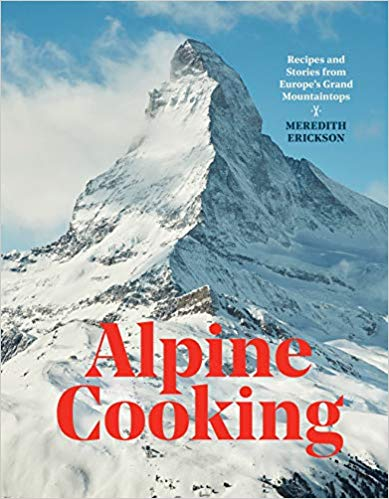 Recipes and
Stories from
Europe's Grand
Mountaintops
MEREDITH
ERICKSON
Alpine
Cooking